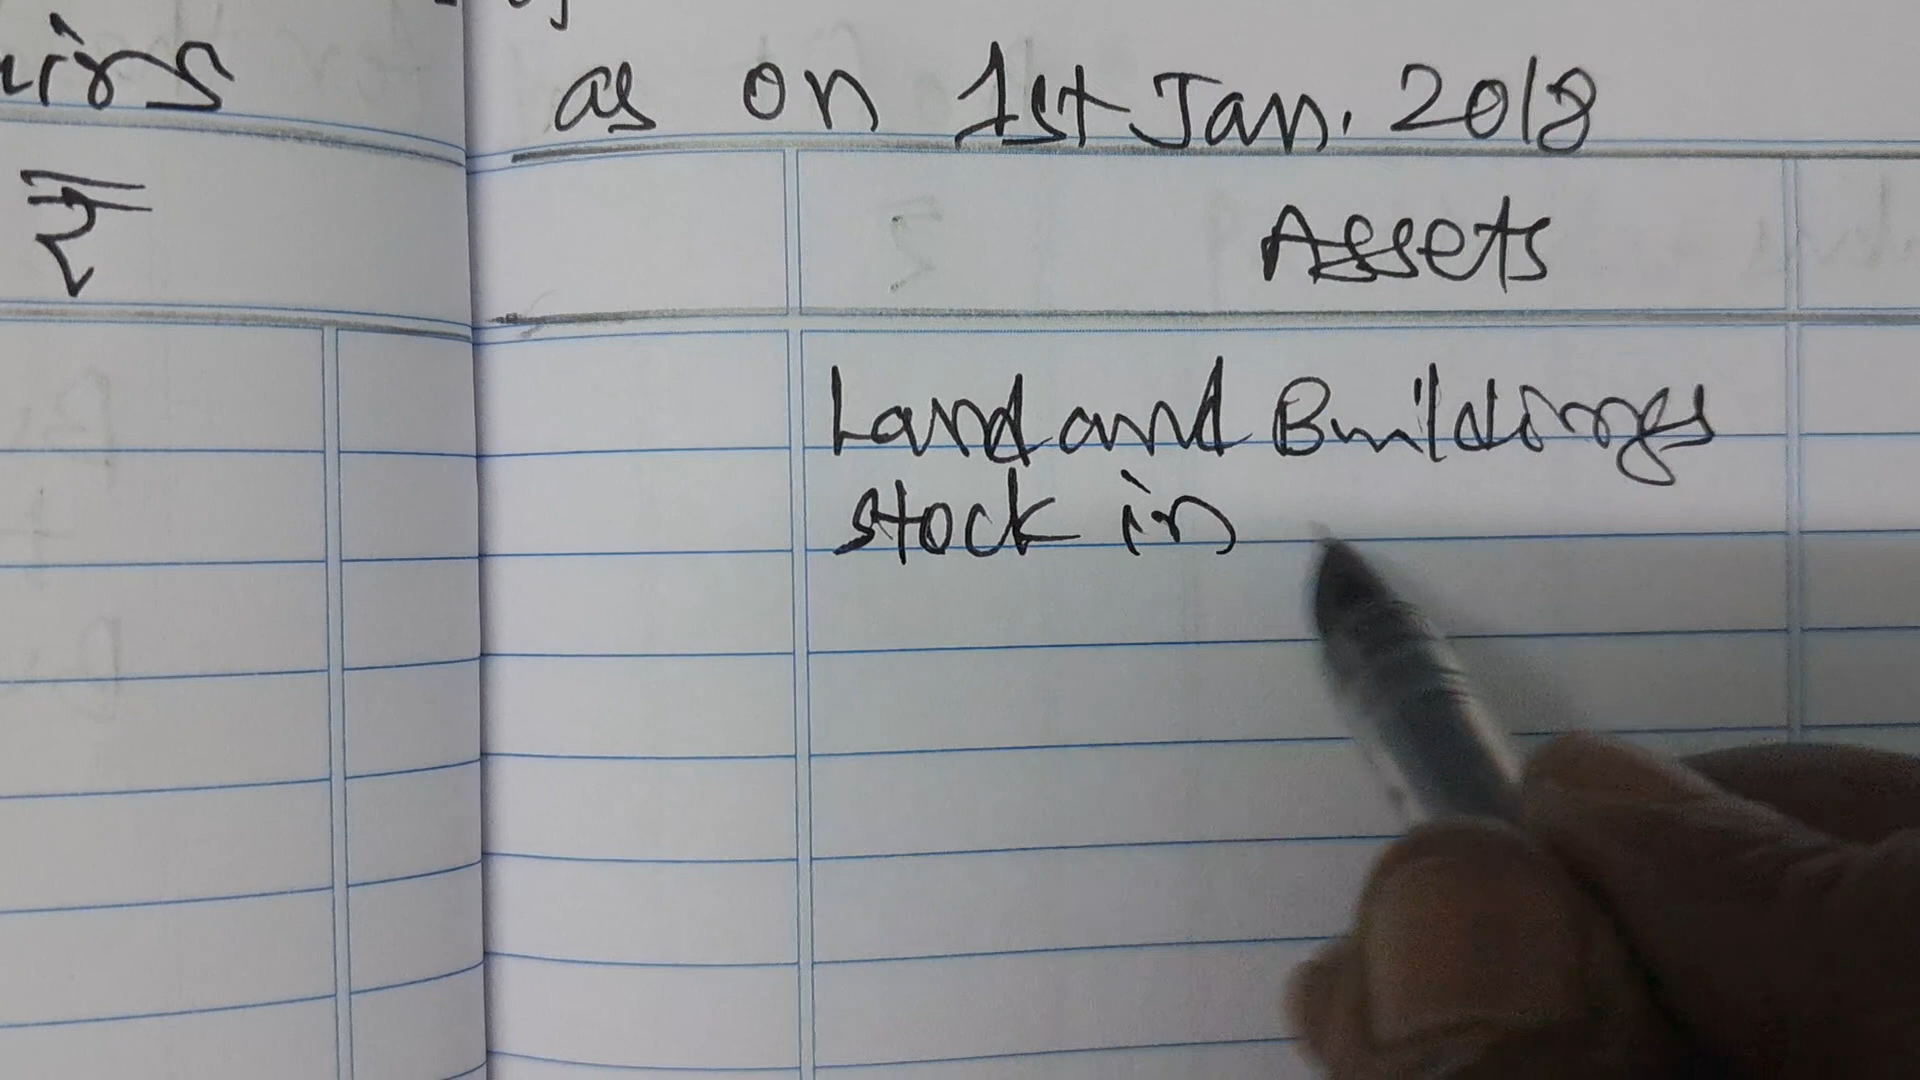 as on 1st Jan. 2018
₹
Assets
Land and Buildings
stock in